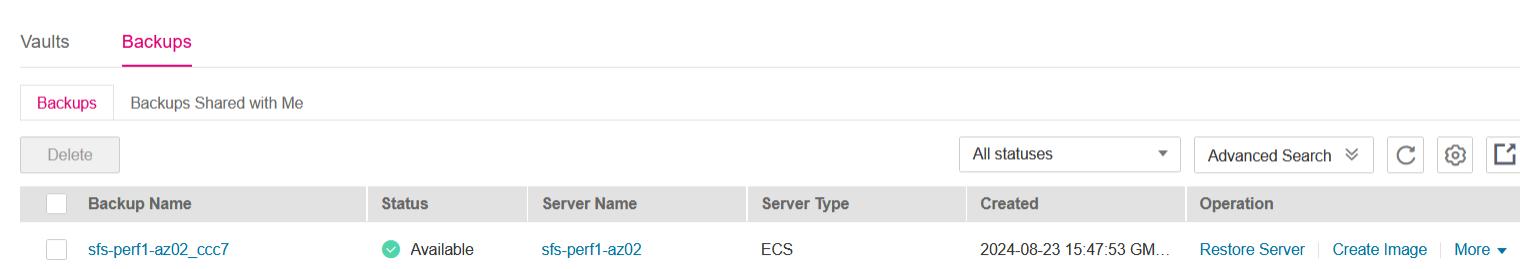 Vaults Backups
Backups Backups Shared with Me
Delete All statuses Advanced Search
Backup Name Status Server Name Server Type Created Operation
sfs-perf1-az02_ccc7 Available sfs-perf1-az02 ECS 2024-08-23 15:47:53 GM... Restore Server Create Image More